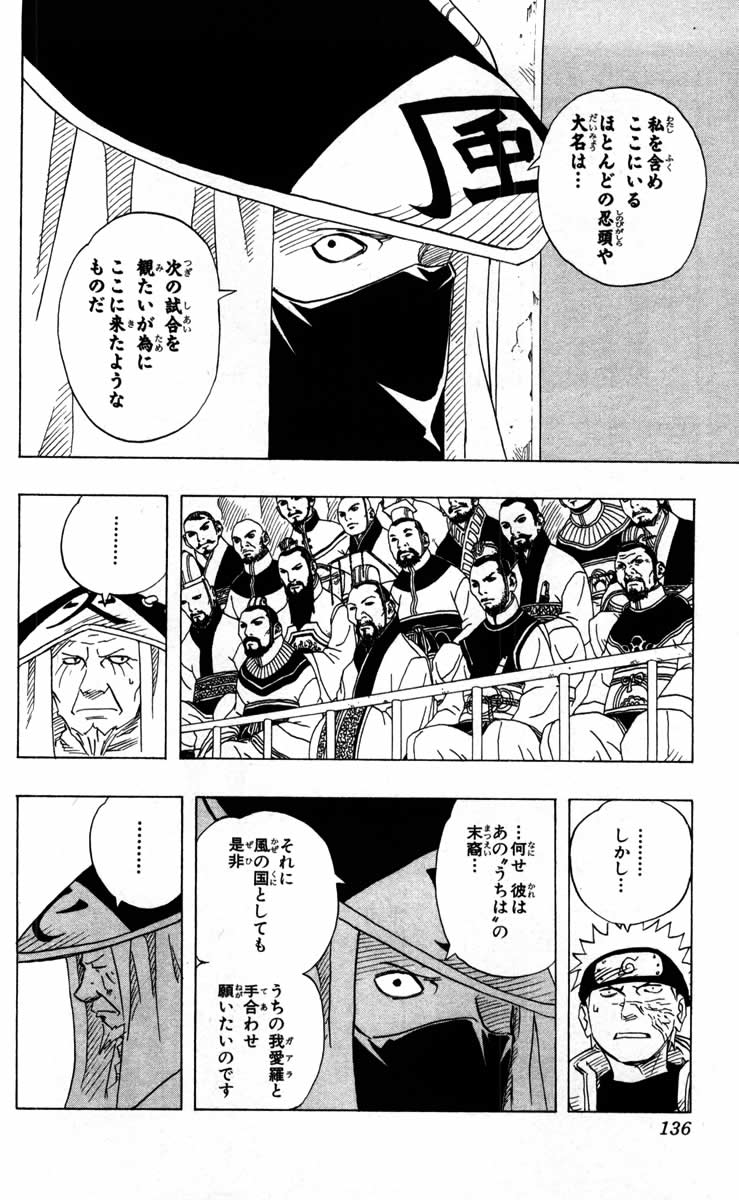 私を含め
ここにいる
ほとんどの忍頭や
大名は…
次の試合を
観たいが為に
ここに来たような
ものだ
………
………
しかし…
…何せ 彼は
あの〝うちは〟の
末裔…
それに
風の国としても
是非
うちの我愛羅と
手合わせ
願いたいのです
………
136